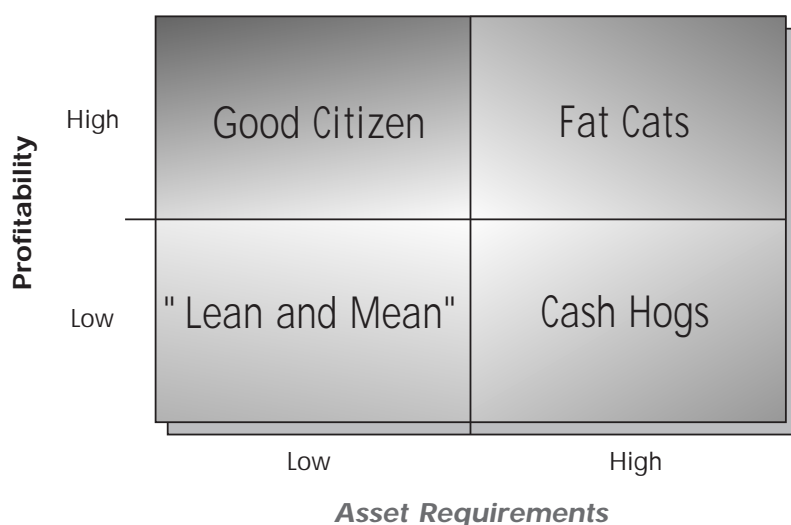 Profitability
High
Good Citizen
Fat Cats
Low
" Lean and Mean"
Cash Hogs
Low
High
Asset Requirements